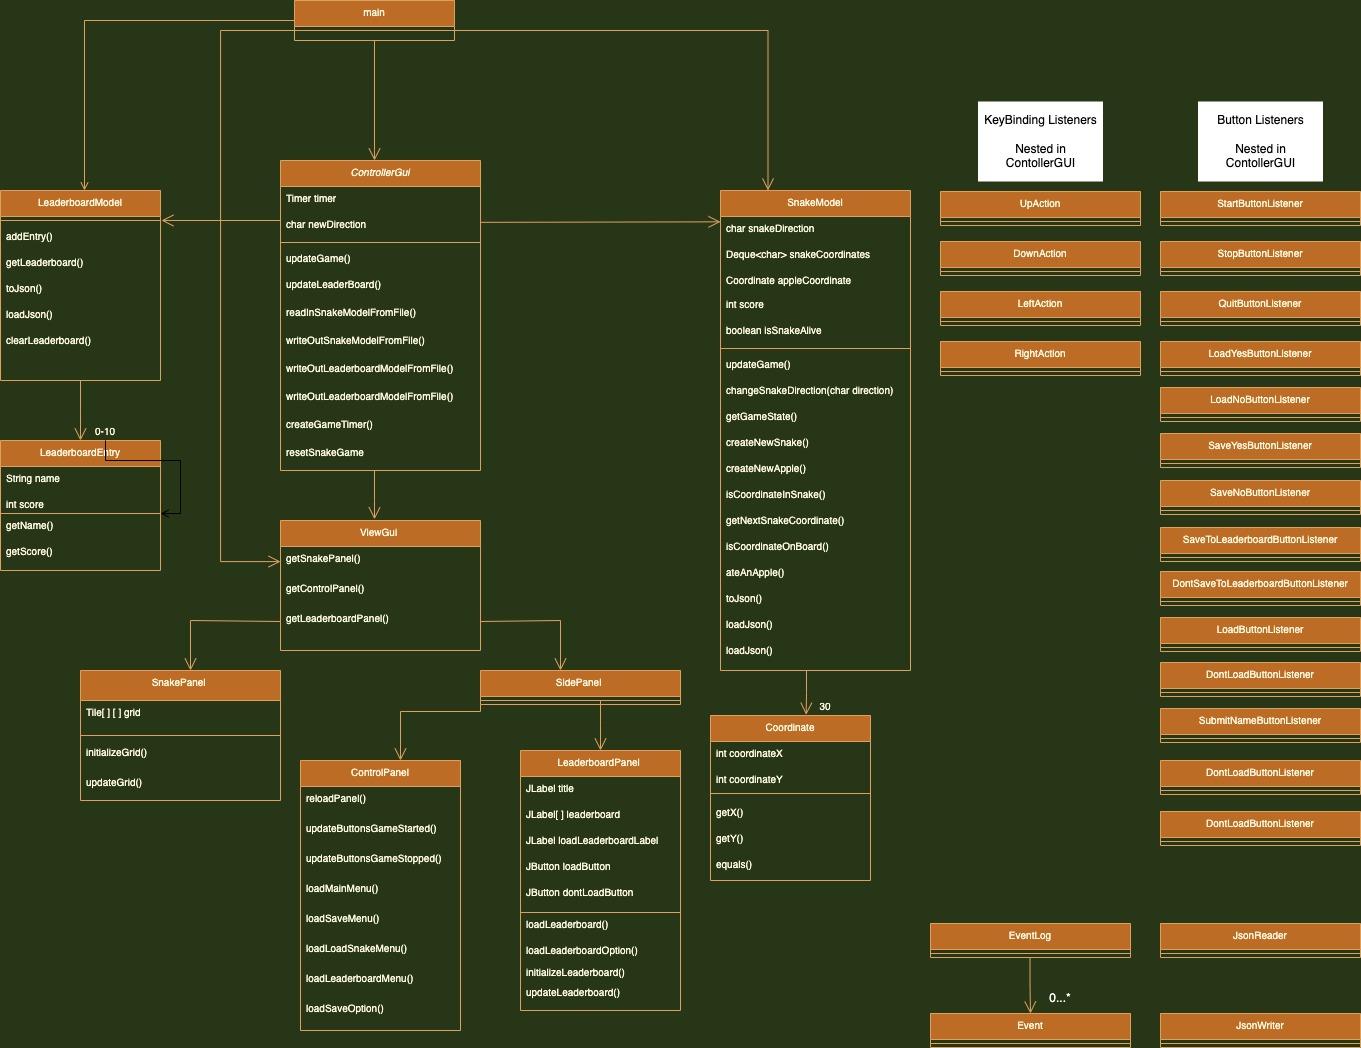 main
KeyBinding Listeners
Nested in
ContollerGUI
Button Listeners
Nested in
ContollerGUI
LeaderboardModel
addEntry()
getLeaderboard()
toJson()
loadJson()
clearLeaderboard()
0-10
LeaderboardEntry
String name
int score
getName()
getScore()
ControllerGui
Timer timer
char newDirection
updateGame()
updateLeaderBoard()
readInSnakeModelFromFile()
writeOutSnakeModelFromFile()
writeOutLeaderboardModelFromFile()
writeOutLeaderboardModelFromFile()
createGameTimer()
resetSnakeGame
ViewGui
getSnakePanel()
getControlPanel()
getLeaderboardPanel()
SnakePanel
Tile[ ] [ ] grid
initializeGrid()
updateGrid()
SidePanel
ControlPanel
reloadPanel()
updateButtonsGameStarted()
updateButtonsGameStopped()
loadMainMenu()
loadSaveMenu()
loadLoadSnakeMenu()
loadLeaderboardMenu()
loadSaveOption()
LeaderboardPanel
JLabel title
JLabel[ ] leaderboard
JLabel loadLeaderboardLabel
JButton loadButton
JButton dontLoadButton
loadLeaderboard()
loadLeaderboardOption()
initializeLeaderboard()
updateLeaderboard()
SnakeModel
char snakeDirection
Deque<char> snakeCoordinates
Coordinate appleCoordinate
int score
boolean isSnakeAlive
updateGame()
changeSnakeDirection(char direction)
getGameState()
createNewSnake()
createNewApple()
isCoordinateInSnake()
getNextSnakeCoordinate()
isCoordinateOnBoard()
ateAnApple()
toJson()
loadJson()
loadJson()
30
Coordinate
int coordinateX
int coordinateY
getX()
getY()
equals()
UpAction
DownAction
LeftAction
RightAction
StartButtonListener
StopButtonListener
QuitButtonListener
LoadYesButtonListener
LoadNoButtonListener
SaveYesButtonListener
SaveNoButtonListener
SaveToLeaderboardButtonListener
DontSaveToLeaderboardButtonListener
LoadButtonListener
DontLoadButtonListener
SubmitNameButtonListener
DontLoadButtonListener
DontLoadButtonListener
EventLog
0...*
Event
JsonReader
JsonWriter